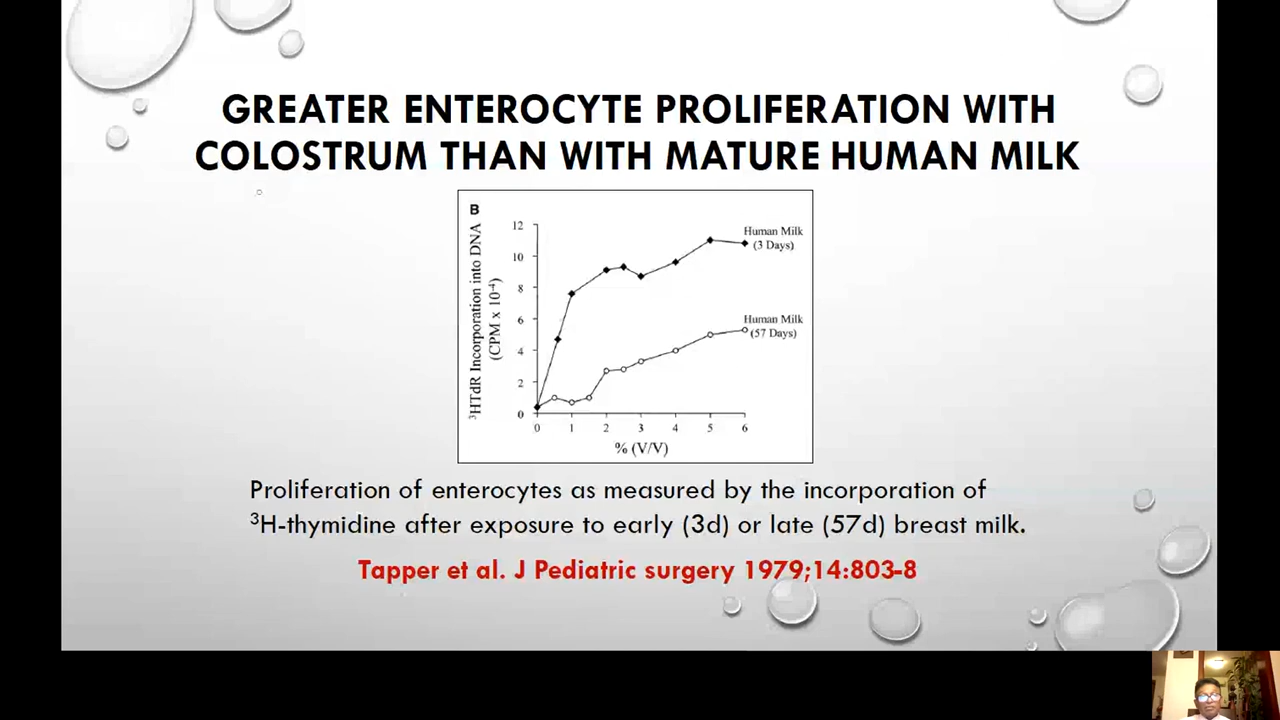 GREATER ENTEROCYTE PROLIFERATION WITH
COLOSTRUM THAN WITH MATURE HUMAN MILK
B
³HTdR Incorporation into DNA
(CPM x 10⁻⁴)
12
10
8
6
4
2
0
Human Milk
(3 Days)
Human Milk
(57 Days)
0 1 2 3 4 5 6
% (V/V)
Proliferation of enterocytes as measured by the incorporation of
³H-thymidine after exposure to early (3d) or late (57d) breast milk.
Tapper et al. J Pediatric surgery 1979;14:803-8